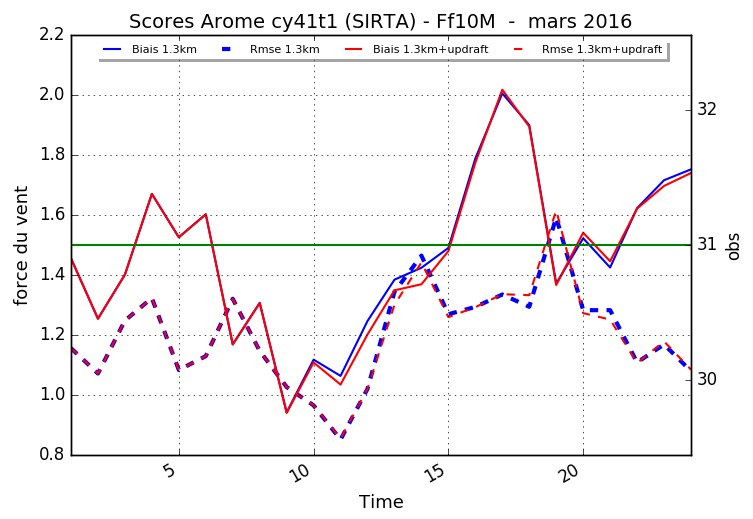 Scores Arome cy41t1 (SIRTA) - Ff10M  -  mars 2016
Biais 1.3km Rmse 1.3km Biais 1.3km+updraft Rmse 1.3km+updraft
2.2
2.0
1.8
1.6
1.4
1.2
1.0
0.8
force du vent
32
31
30
obs
5 10 15 20
Time